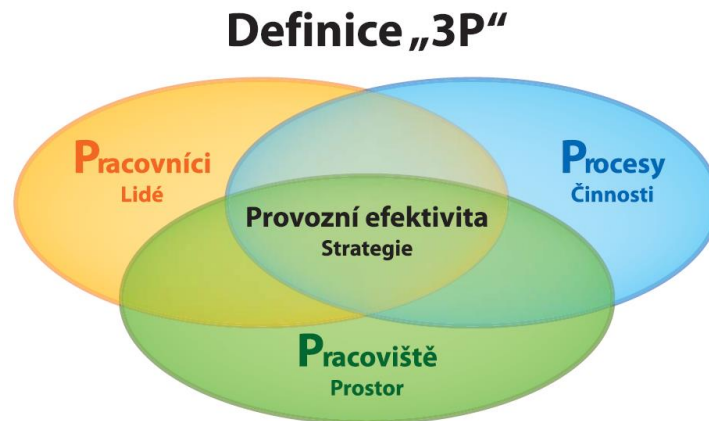 Definice „3P“
Pracovníci
Lidé
Procesy
Činnosti
Provozní efektivita
Strategie
Pracoviště
Prostor